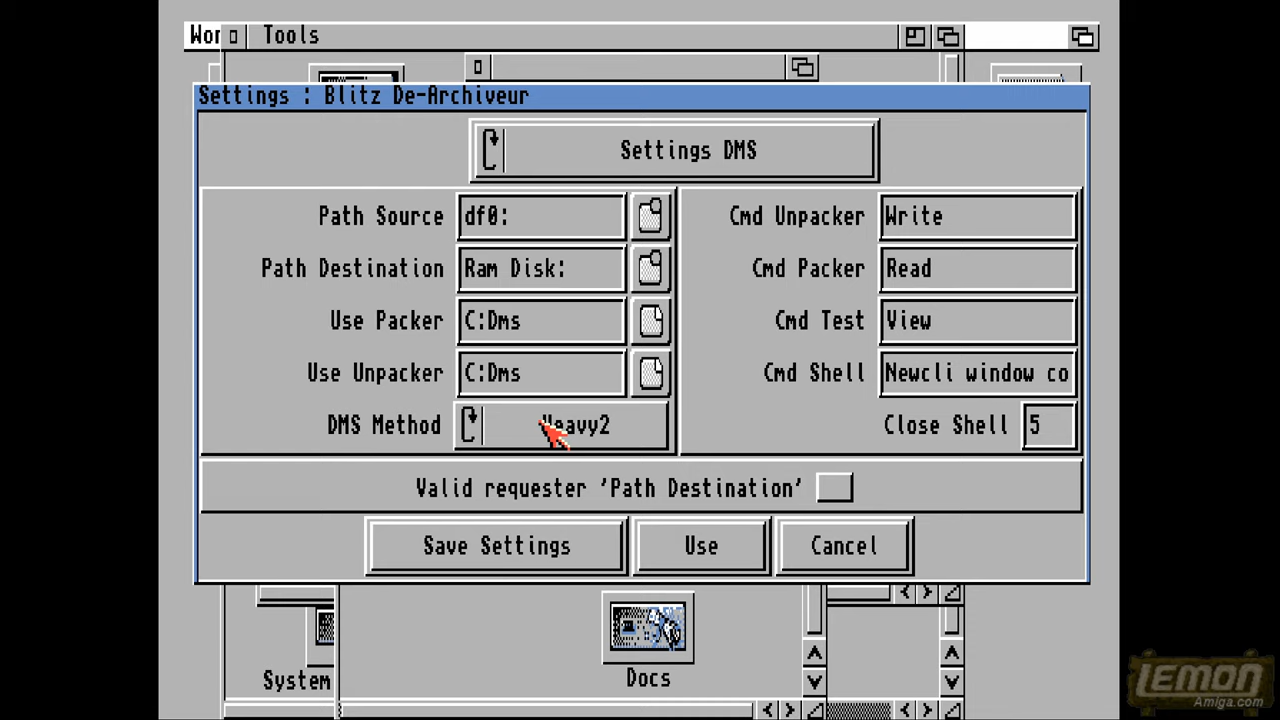 Wor
Tools
Settings : Blitz De-Archiveur
Settings DMS
Path Source df0:
Path Destination Ram Disk:
Use Packer C:Dms
Use Unpacker C:Dms
DMS Method Heavy2
Cmd Unpacker Write
Cmd Packer Read
Cmd Test View
Cmd Shell Newcli window co
Close Shell 5
Valid requester 'Path Destination'
Save Settings Use Cancel
System
Docs
LEMON
Amiga.com